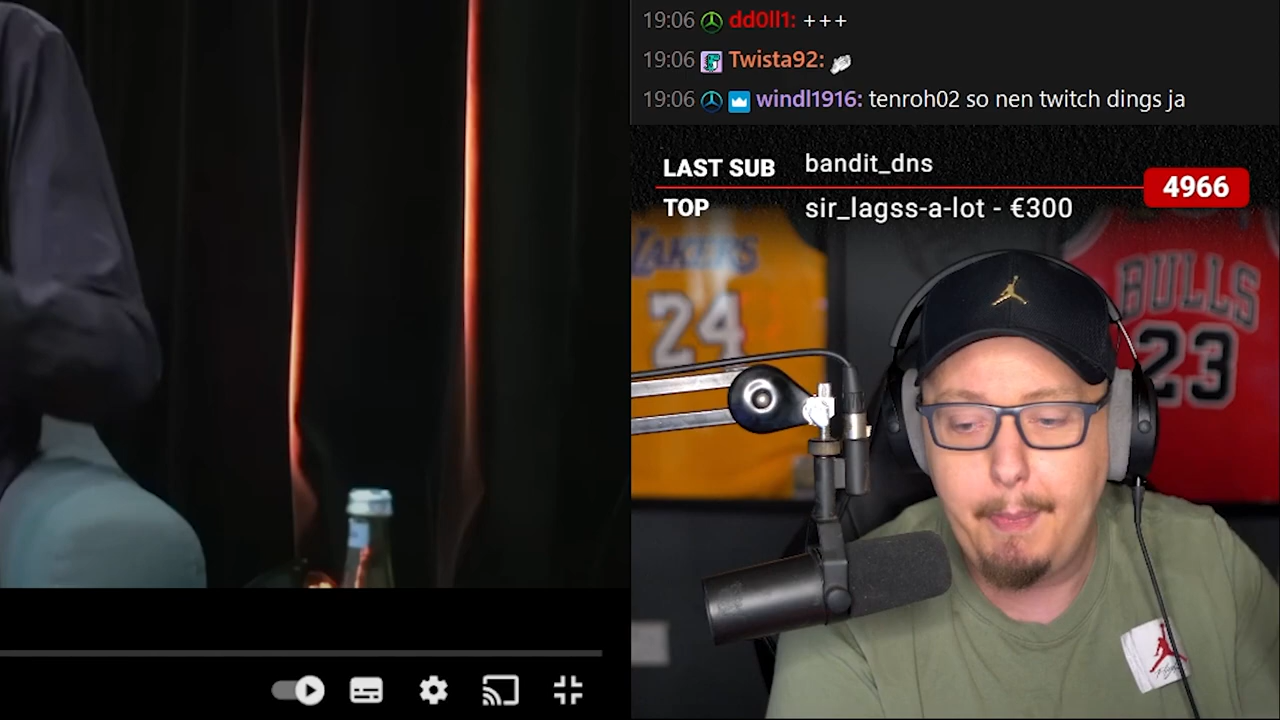 19:06 dd0ll1: +++
19:06 Twista92:
19:06 windl1916: tenroh02 so nen twitch dings ja
LAST SUB bandit_dns
4966
TOP sir_lagss-a-lot - €300
LAKERS
24
BULLS
23